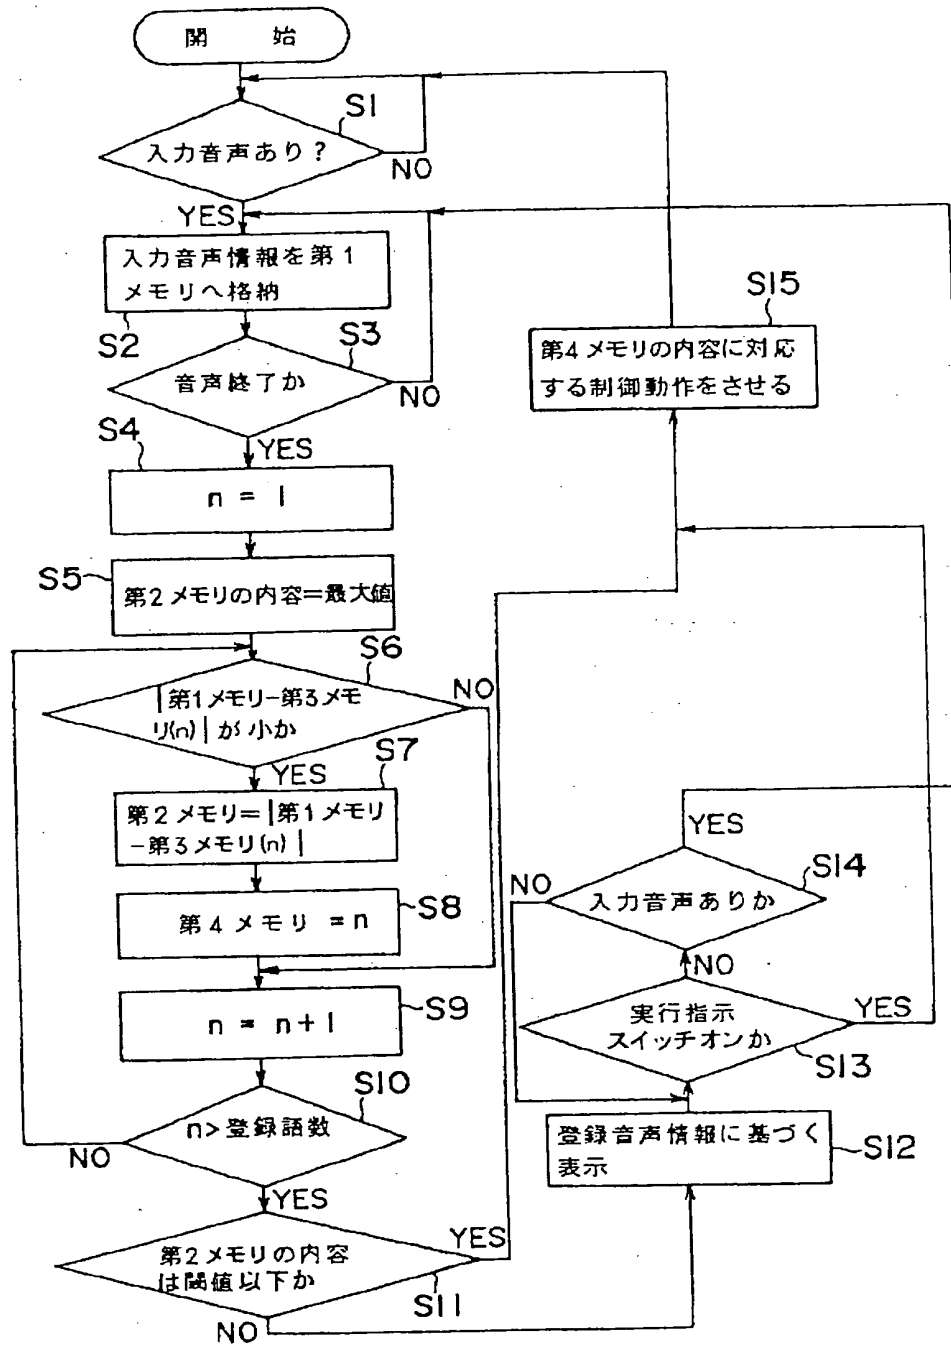 開 始
S1
入力音声あり?
NO
YES
入力音声情報を第1
メモリへ格納
S2
S3
音声終了か
NO
YES
S4
n = 1
S5
第2メモリの内容=最大値
S6
|第1メモリ-第3メモ
リ(n)|が小か
NO
YES
S7
第2メモリ=|第1メモリ
-第3メモリ(n)|
第4メモリ = n
S8
n = n+1
S9
S10
n>登録語数
NO
YES
第2メモリの内容
は閾値以下か
YES
S11
NO
登録音声情報に基づく
表示
S12
実行指示
スイッチオンか
YES
S13
NO
入力音声ありか
S14
NO
YES
S15
第4メモリの内容に対応
する制御動作をさせる